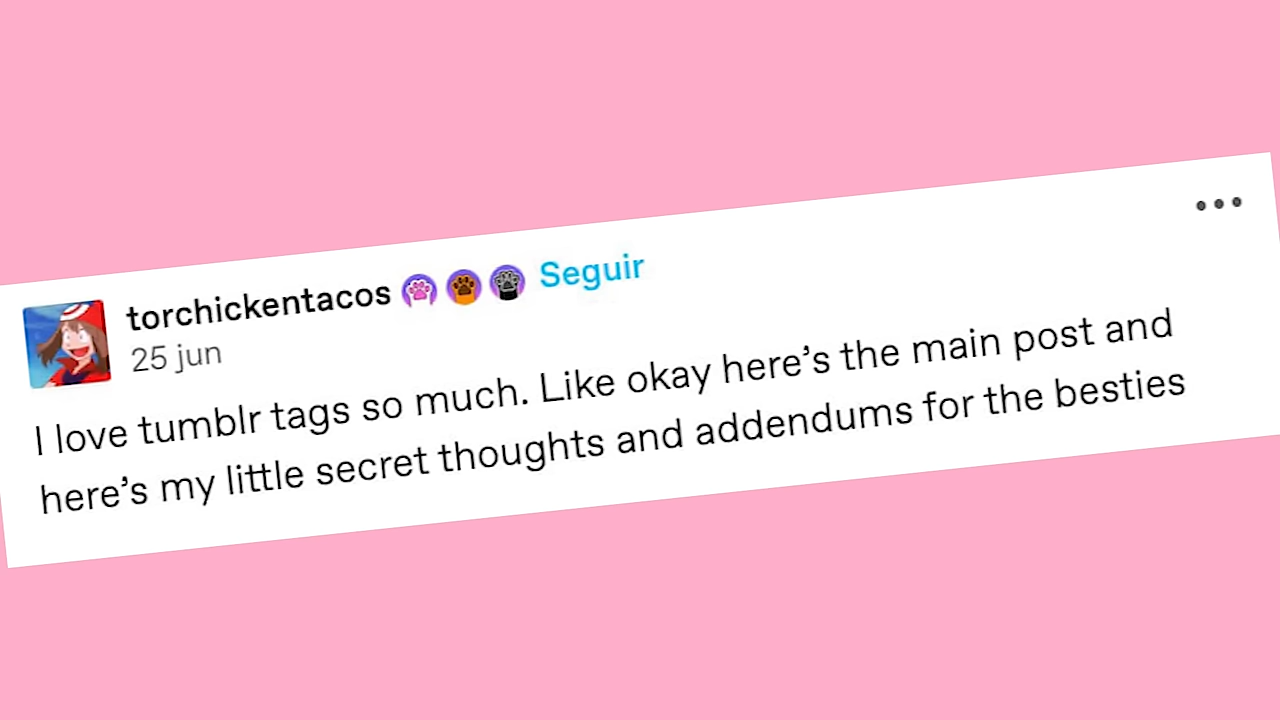 torchickentacos Seguir
25 jun
I love tumblr tags so much. Like okay here’s the main post and
here’s my little secret thoughts and addendums for the besties